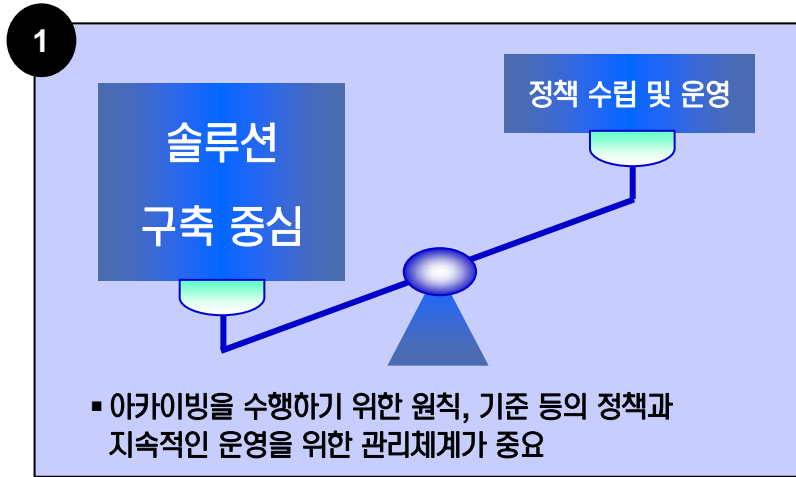 1
솔루션
구축 중심
정책 수립 및 운영
▪ 아카이빙을 수행하기 위한 원칙, 기준 등의 정책과
지속적인 운영을 위한 관리체계가 중요